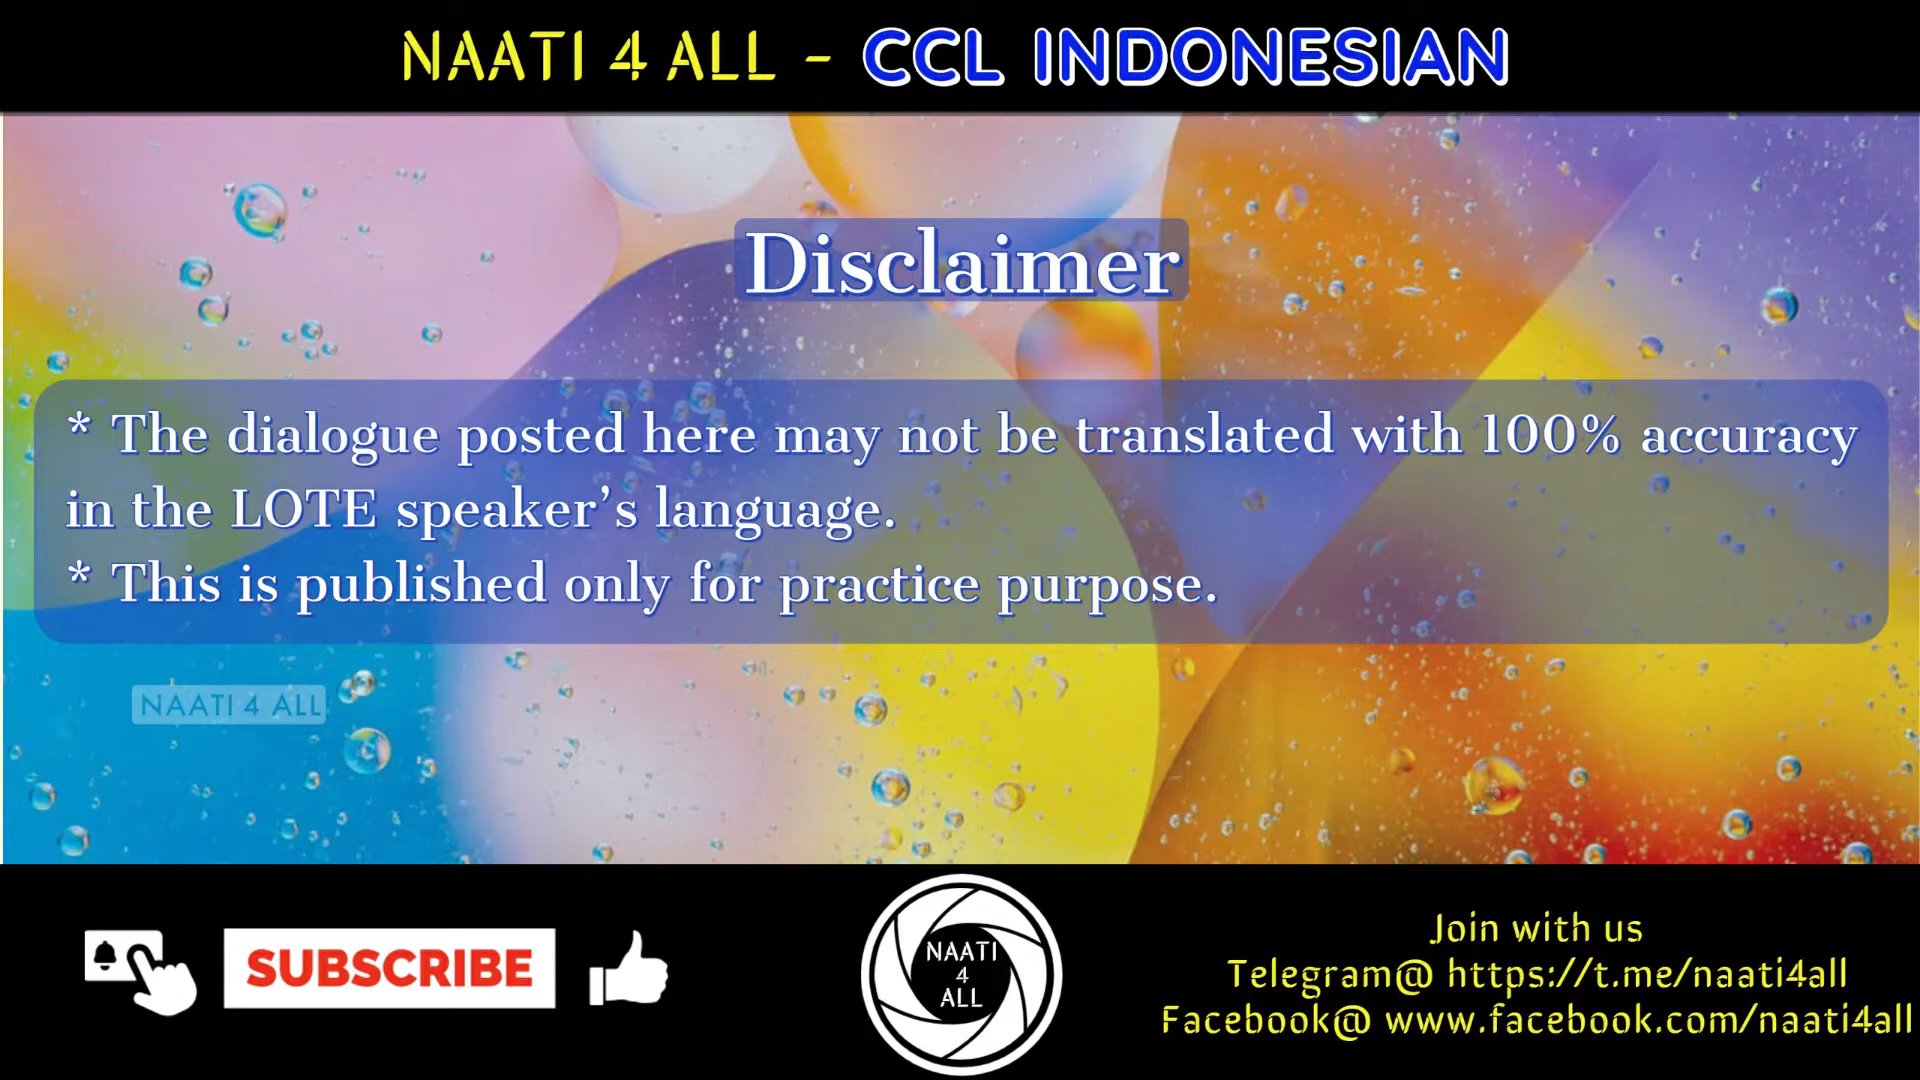 NAATI 4 ALL - CCL INDONESIAN
Disclaimer
* The dialogue posted here may not be translated with 100% accuracy
in the LOTE speaker's language.
* This is published only for practice purpose.
NAATI 4 ALL
SUBSCRIBE
NAATI
4
ALL
Join with us
Telegram@ https://t.me/naati4all
Facebook@ www.facebook.com/naati4all